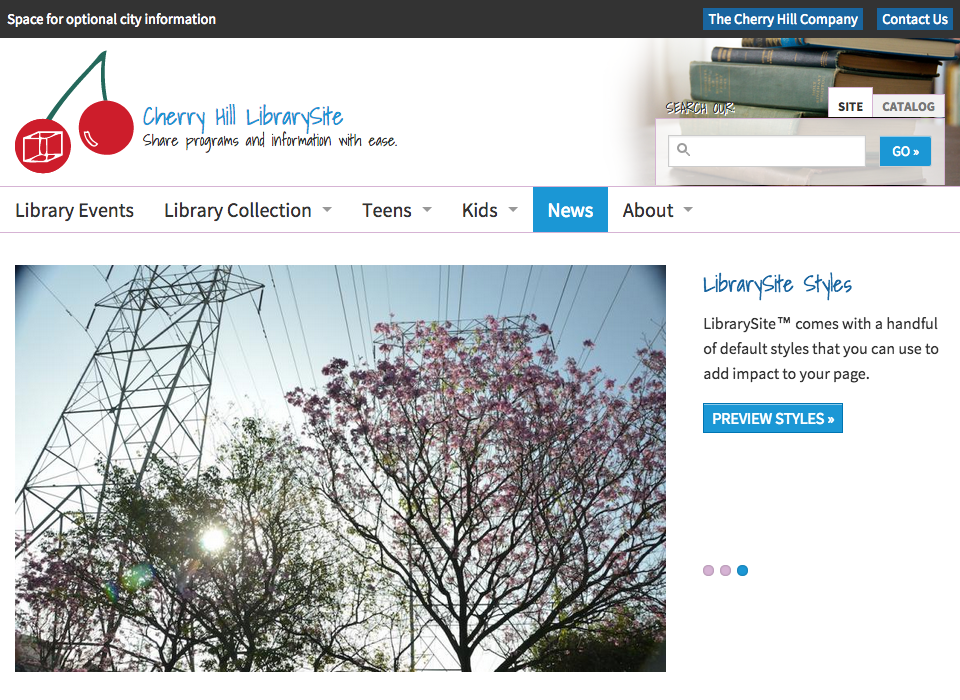 Space for optional city information
The Cherry Hill Company
Contact Us
Cherry Hill LibrarySite
Share programs and information with ease.
SEARCH OUR:
SITE
CATALOG
GO »
Library Events
Library Collection
Teens
Kids
News
About
LibrarySite Styles
LibrarySite™ comes with a handful
of default styles that you can use to
add impact to your page.
PREVIEW STYLES »